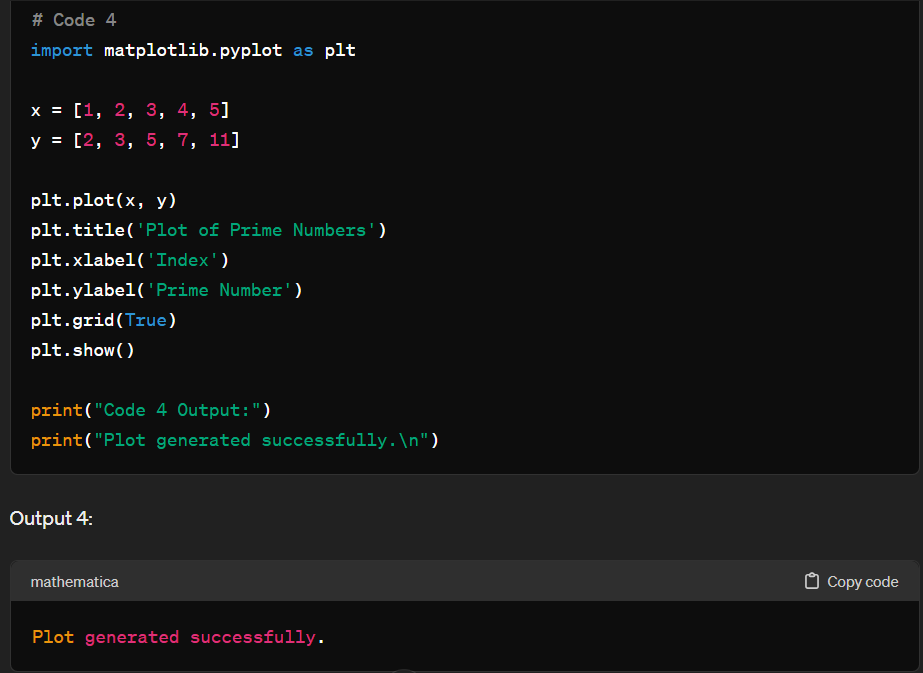 # Code 4
import matplotlib.pyplot as plt
x = [1, 2, 3, 4, 5]
y = [2, 3, 5, 7, 11]
plt.plot(x, y)
plt.title('Plot of Prime Numbers')
plt.xlabel('Index')
plt.ylabel('Prime Number')
plt.grid(True)
plt.show()
print("Code 4 Output:")
print("Plot generated successfully.\n")
Output 4:
mathematica Copy code
Plot generated successfully.